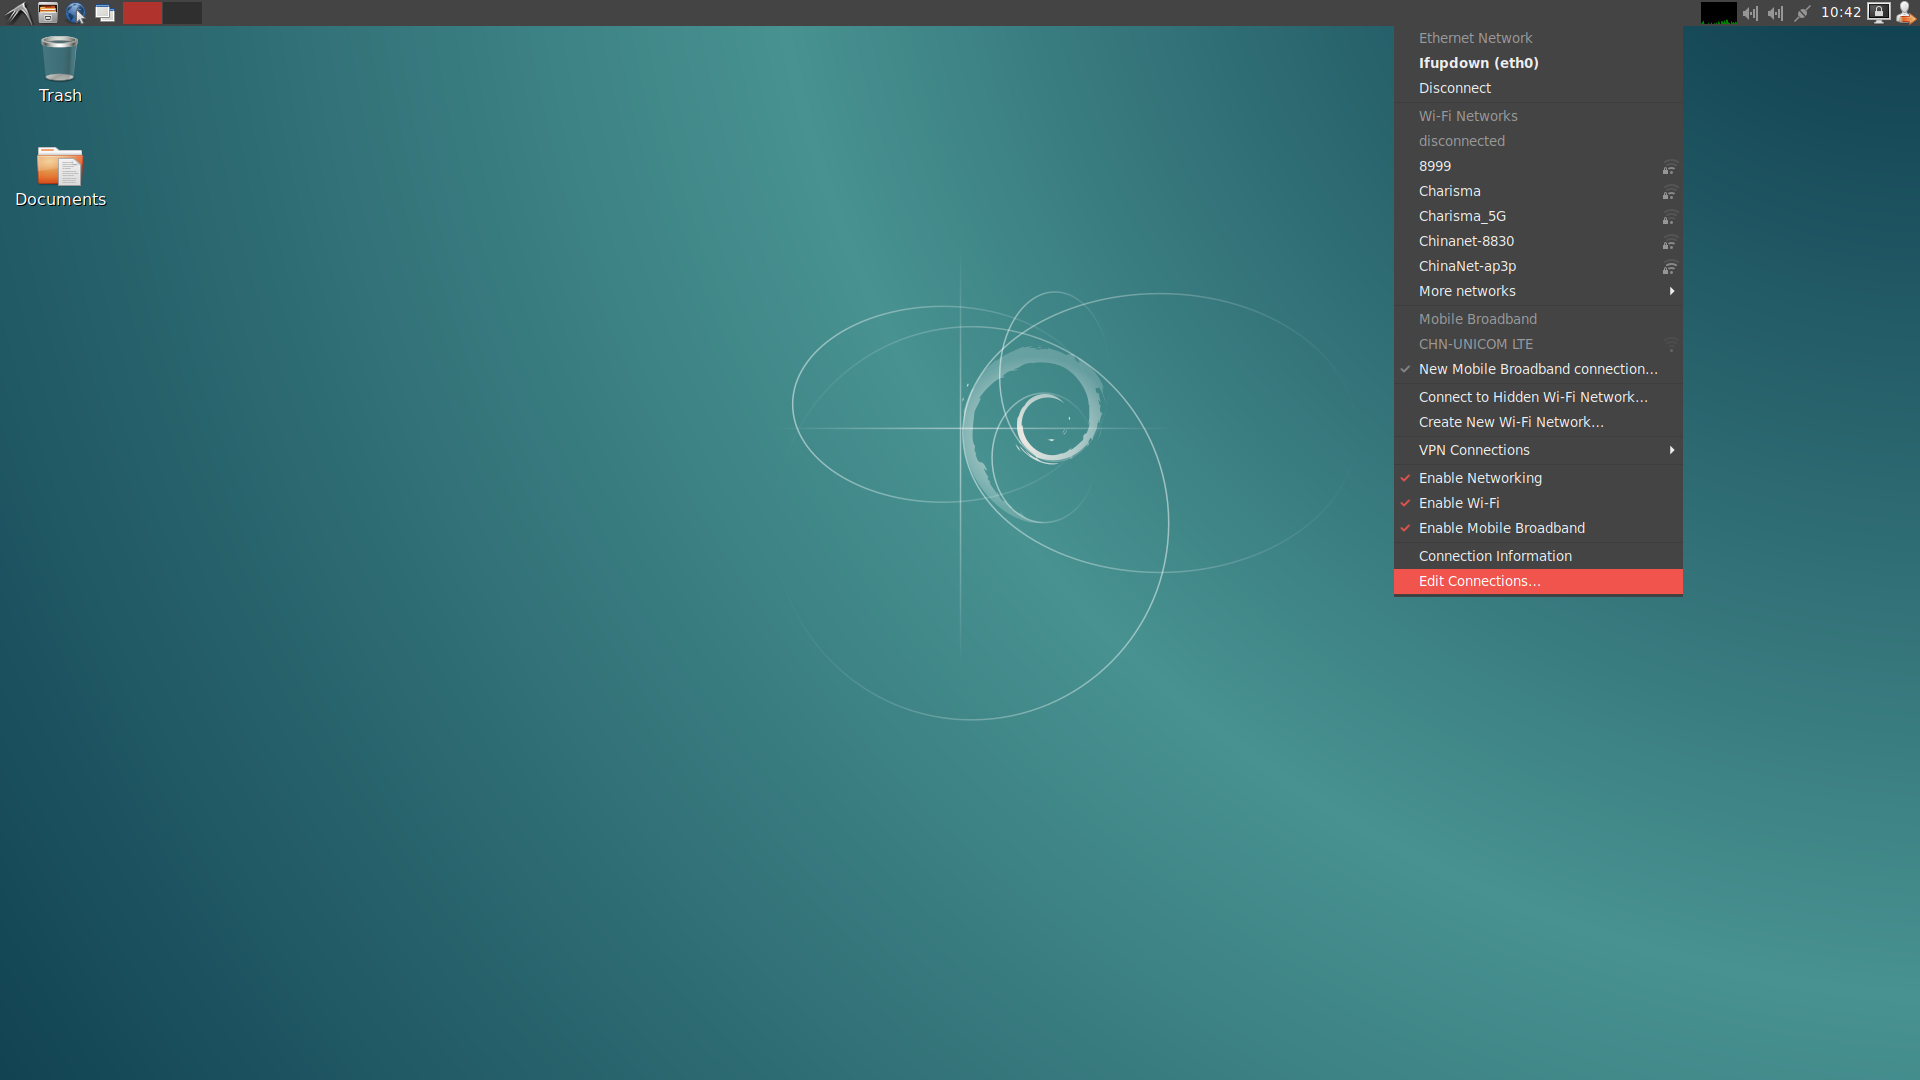 10:42
Trash
Documents
Ethernet Network
Ifupdown (eth0)
Disconnect
Wi-Fi Networks
disconnected
8999
Charisma
Charisma_5G
Chinanet-8830
ChinaNet-ap3p
More networks
Mobile Broadband
CHN-UNICOM LTE
New Mobile Broadband connection...
Connect to Hidden Wi-Fi Network...
Create New Wi-Fi Network...
VPN Connections
Enable Networking
Enable Wi-Fi
Enable Mobile Broadband
Connection Information
Edit Connections...